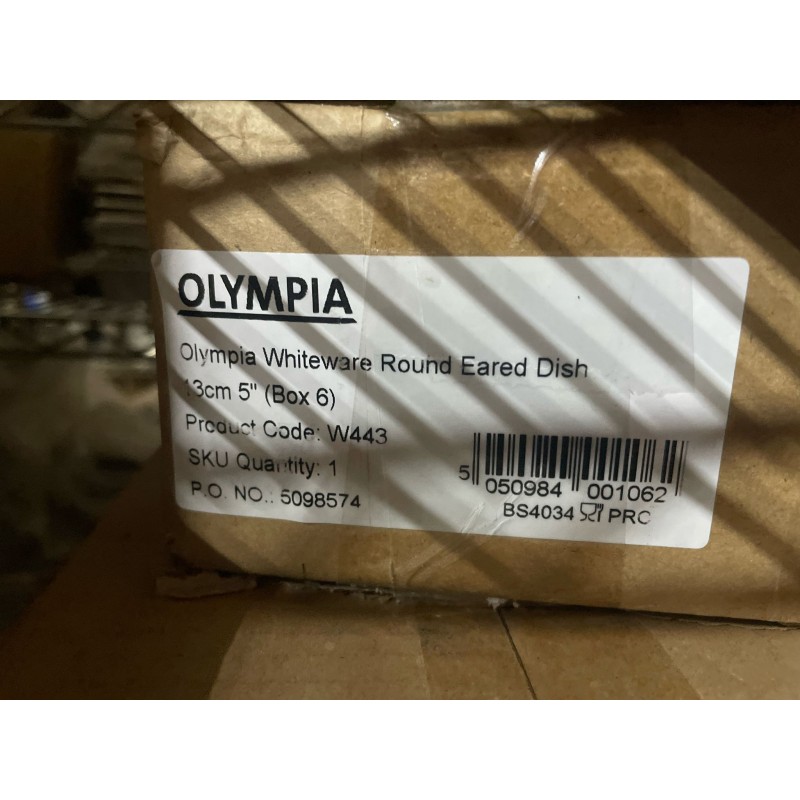 OLYMPIA
Olympia Whiteware Round Eared Dish
13cm 5" (Box 6)
Product Code: W443
SKU Quantity: 1
P.O. NO.: 5098574
5 050984 001062
BS4034 PRO